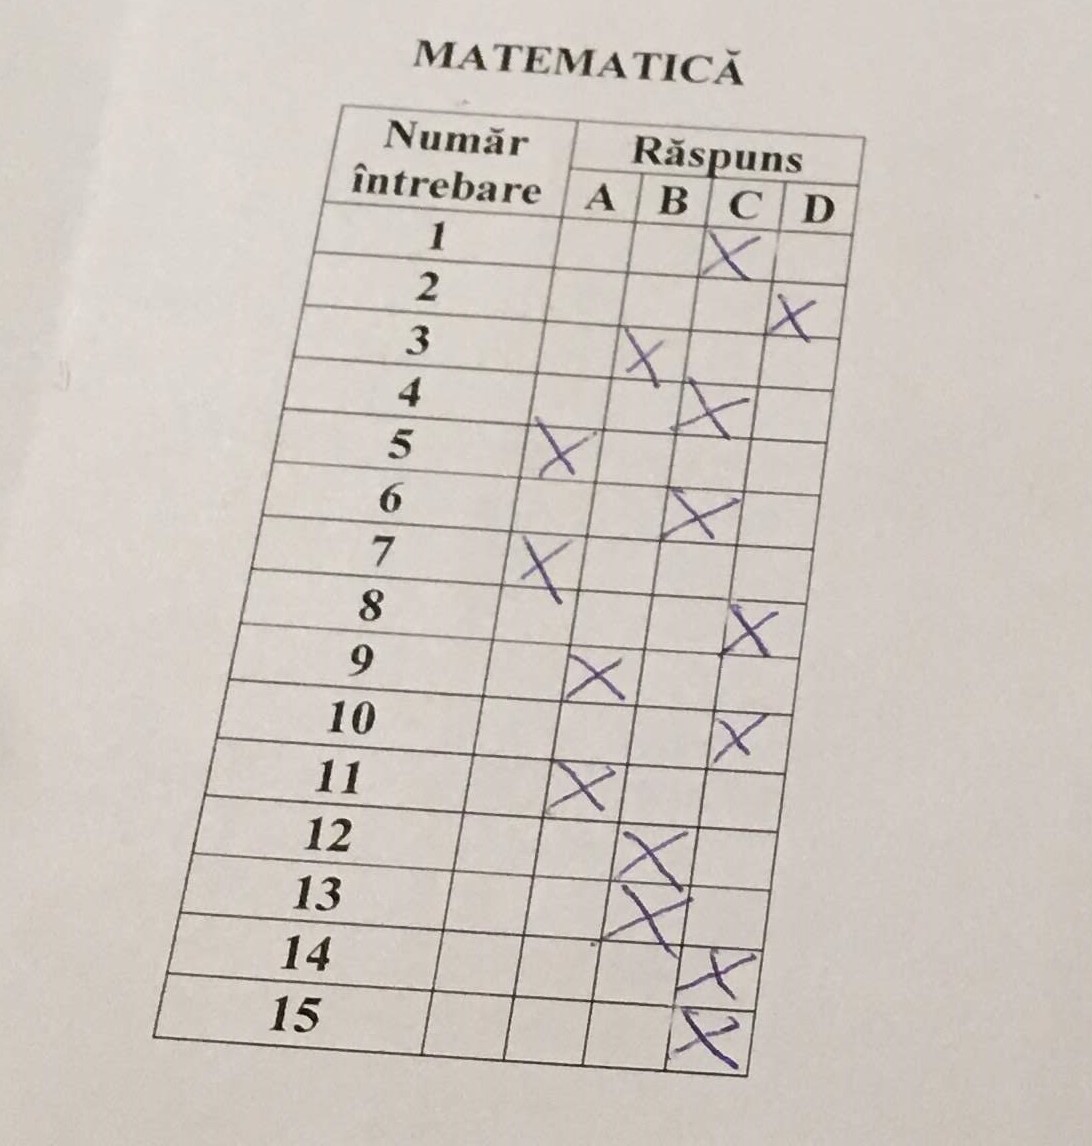 MATEMATICĂ
Număr întrebare Răspuns
A B C D
1 X
2 X
3 X
4 X
5 X
6 X
7 X
8 X
9 X
10 X
11 X
12 X
13 X
14 X
15 X